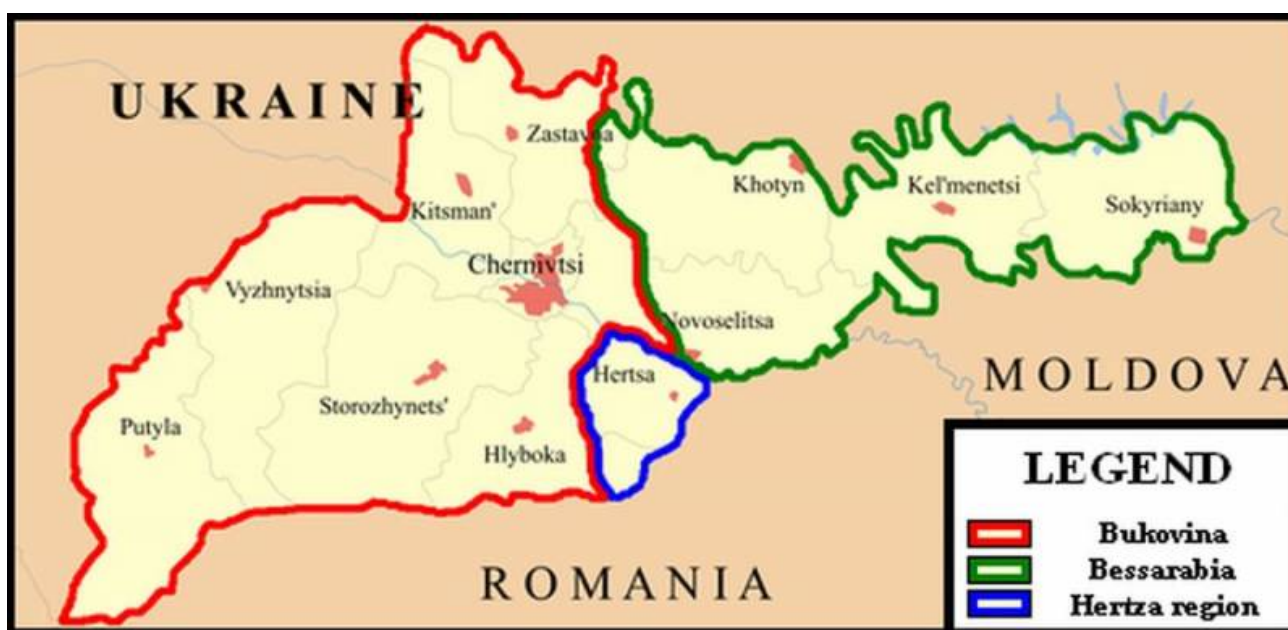 UKRAINE
Zastavna
Khotyn
Kel'menetsi
Kitsman'
Sokyriany
Chernivtsi
Vyzhnytsia
Novoselitsa
MOLDOVA
Hertsa
Storozhynets'
Putyla
Hlyboka
ROMANIA
LEGEND
Bukovina
Bessarabia
Hertza region